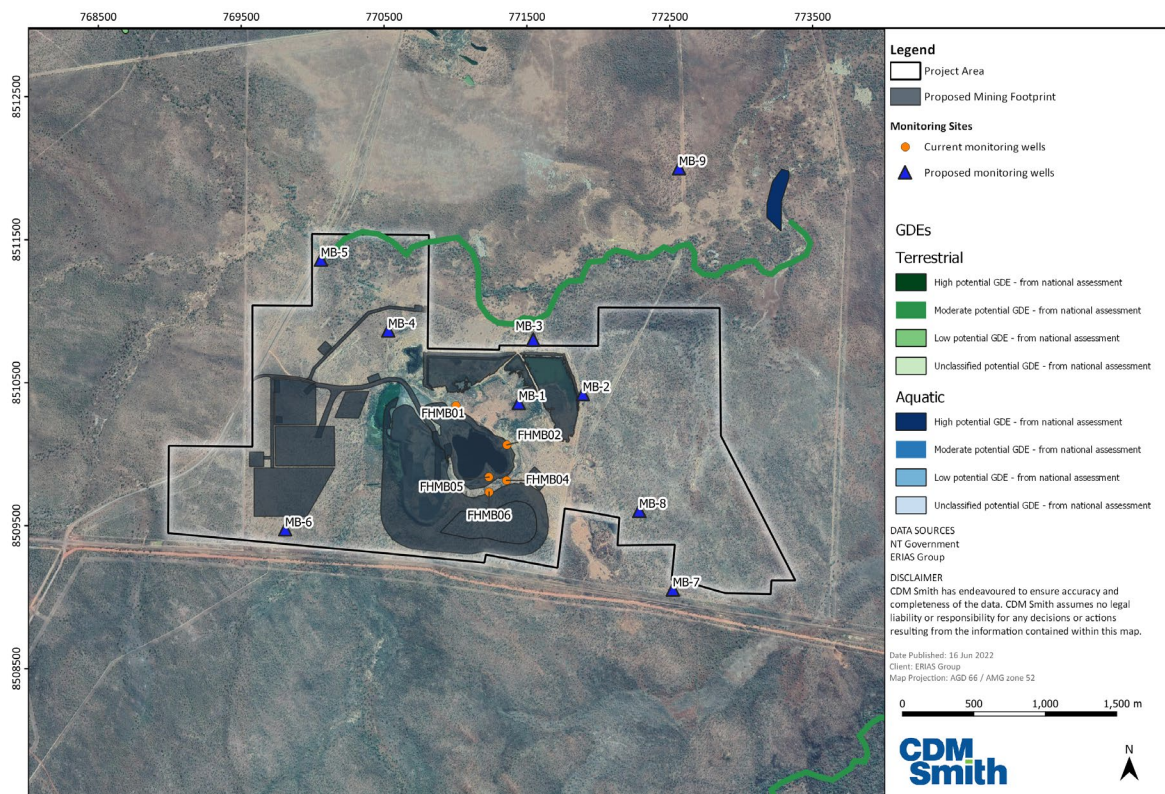 768500 769500 770500 771500 772500 773500
8512500
8511500
8510500
8509500
8508500
MB-9
MB-5
MB-3
MB-4
MB-2
MB-1
FHMB01
FHMB02
FHMB05
FHMB04
FHMB06
MB-8
MB-6
MB-7
Legend
Project Area
Proposed Mining Footprint
Monitoring Sites
Current monitoring wells
Proposed monitoring wells
GDEs
Terrestrial
High potential GDE - from national assessment
Moderate potential GDE - from national assessment
Low potential GDE - from national assessment
Unclassified potential GDE - from national assessment
Aquatic
High potential GDE - from national assessment
Moderate potential GDE - from national assessment
Low potential GDE - from national assessment
Unclassified potential GDE - from national assessment
DATA SOURCES
NT Government
ERIAS Group
DISCLAIMER
CDM Smith has endeavoured to ensure accuracy and
completeness of the data. CDM Smith assumes no legal
liability or responsibility for any decisions or actions
resulting from the information contained within this map.
Date Published: 16 Jun 2022
Client: ERIAS Group
Map Projection: AGD 66 / AMG zone 52
0 500 1,000 1,500 m
CDM
Smith
N